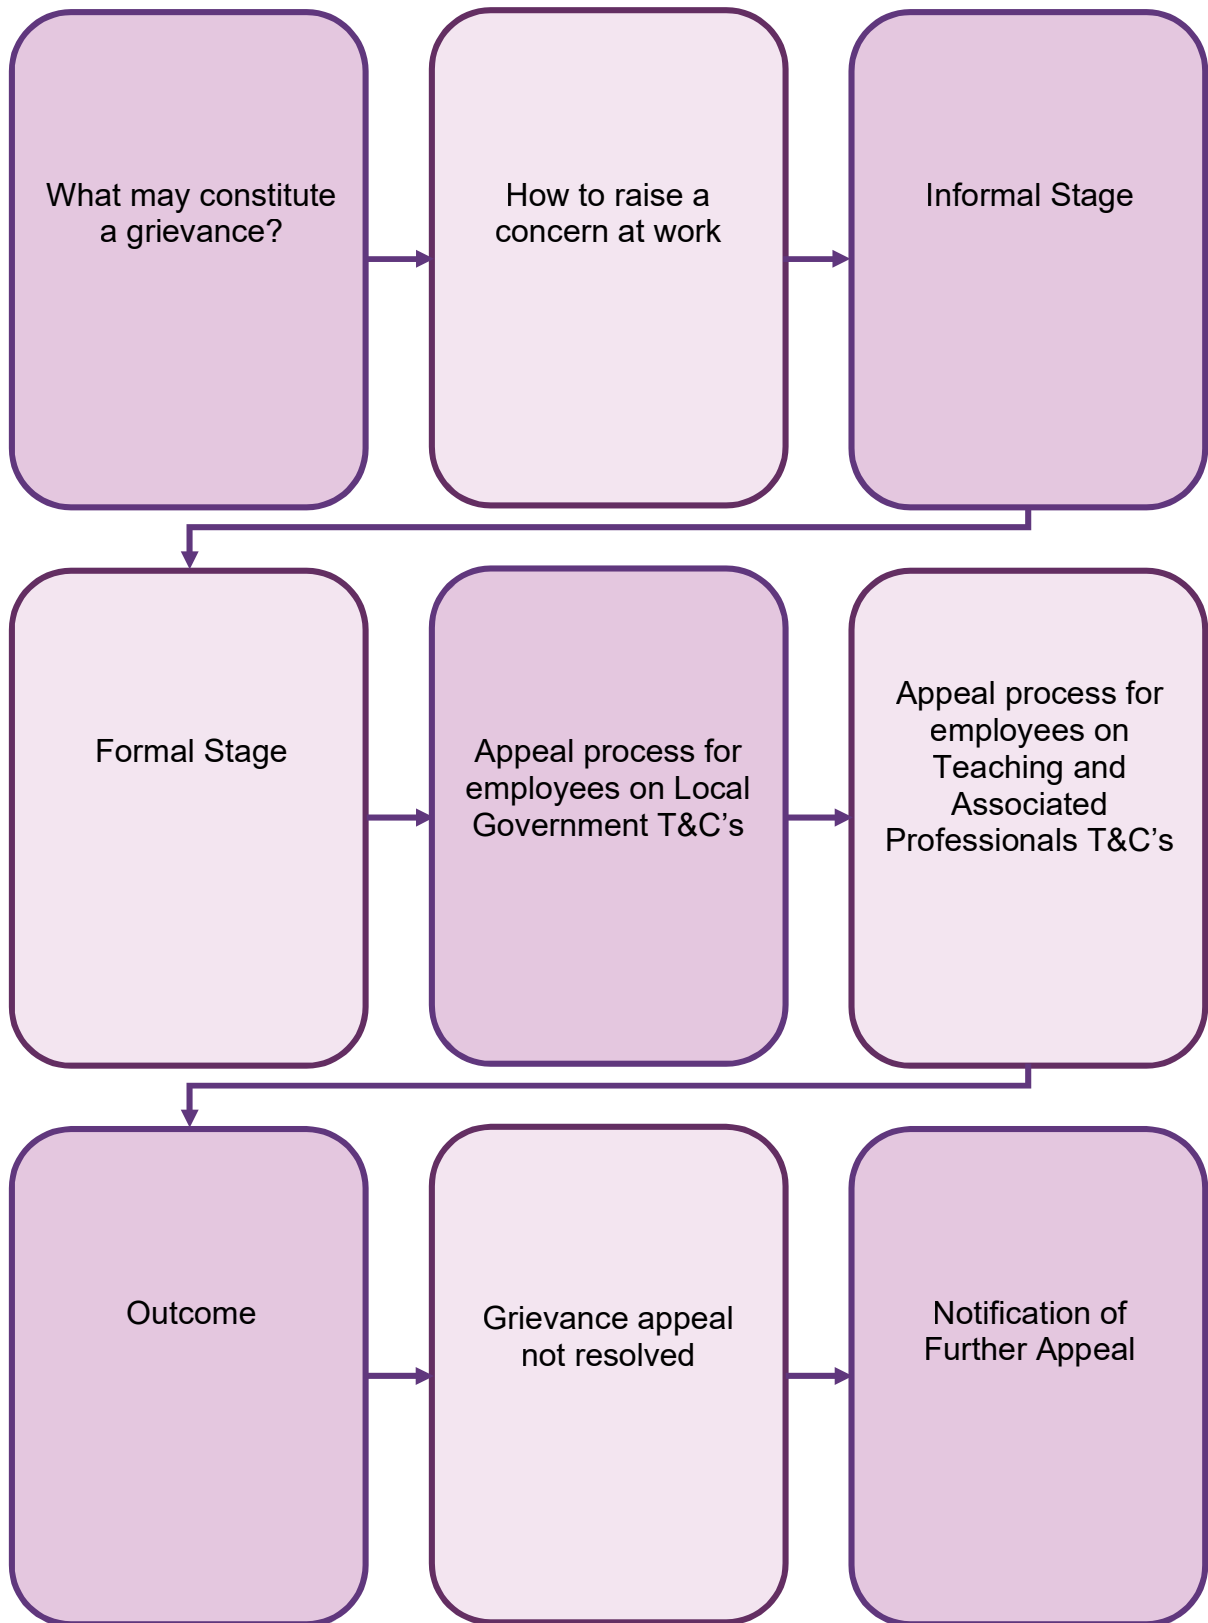 What may constitute
a grievance?
How to raise a
concern at work
Informal Stage
Formal Stage
Appeal process for
employees on Local
Government T&C’s
Appeal process for
employees on
Teaching and
Associated
Professionals T&C’s
Outcome
Grievance appeal
not resolved
Notification of
Further Appeal